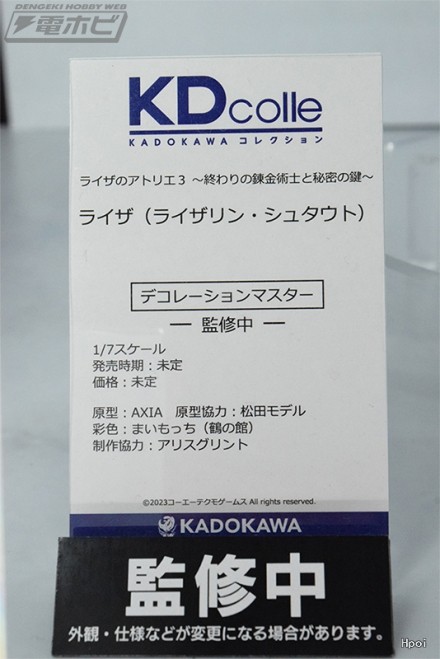 DENGEKI HOBBY WEB
電ホビ
KDcolle
KADOKAWA コレクション
ライザのアトリエ3 ～終わりの錬金術士と秘密の鍵～
ライザ（ライザリン・シュタウト）
デコレーションマスター
― 監修中 ―
1/7スケール
発売時期：未定
価格：未定
原型：AXIA 原型協力：松田モデル
彩色：まいもっち（鶴の館）
制作協力：アリスグリント
©2023コーエーテクモゲームス All rights reserved.
KADOKAWA
監修中
外観・仕様などが変更になる場合があります。
Hpoi